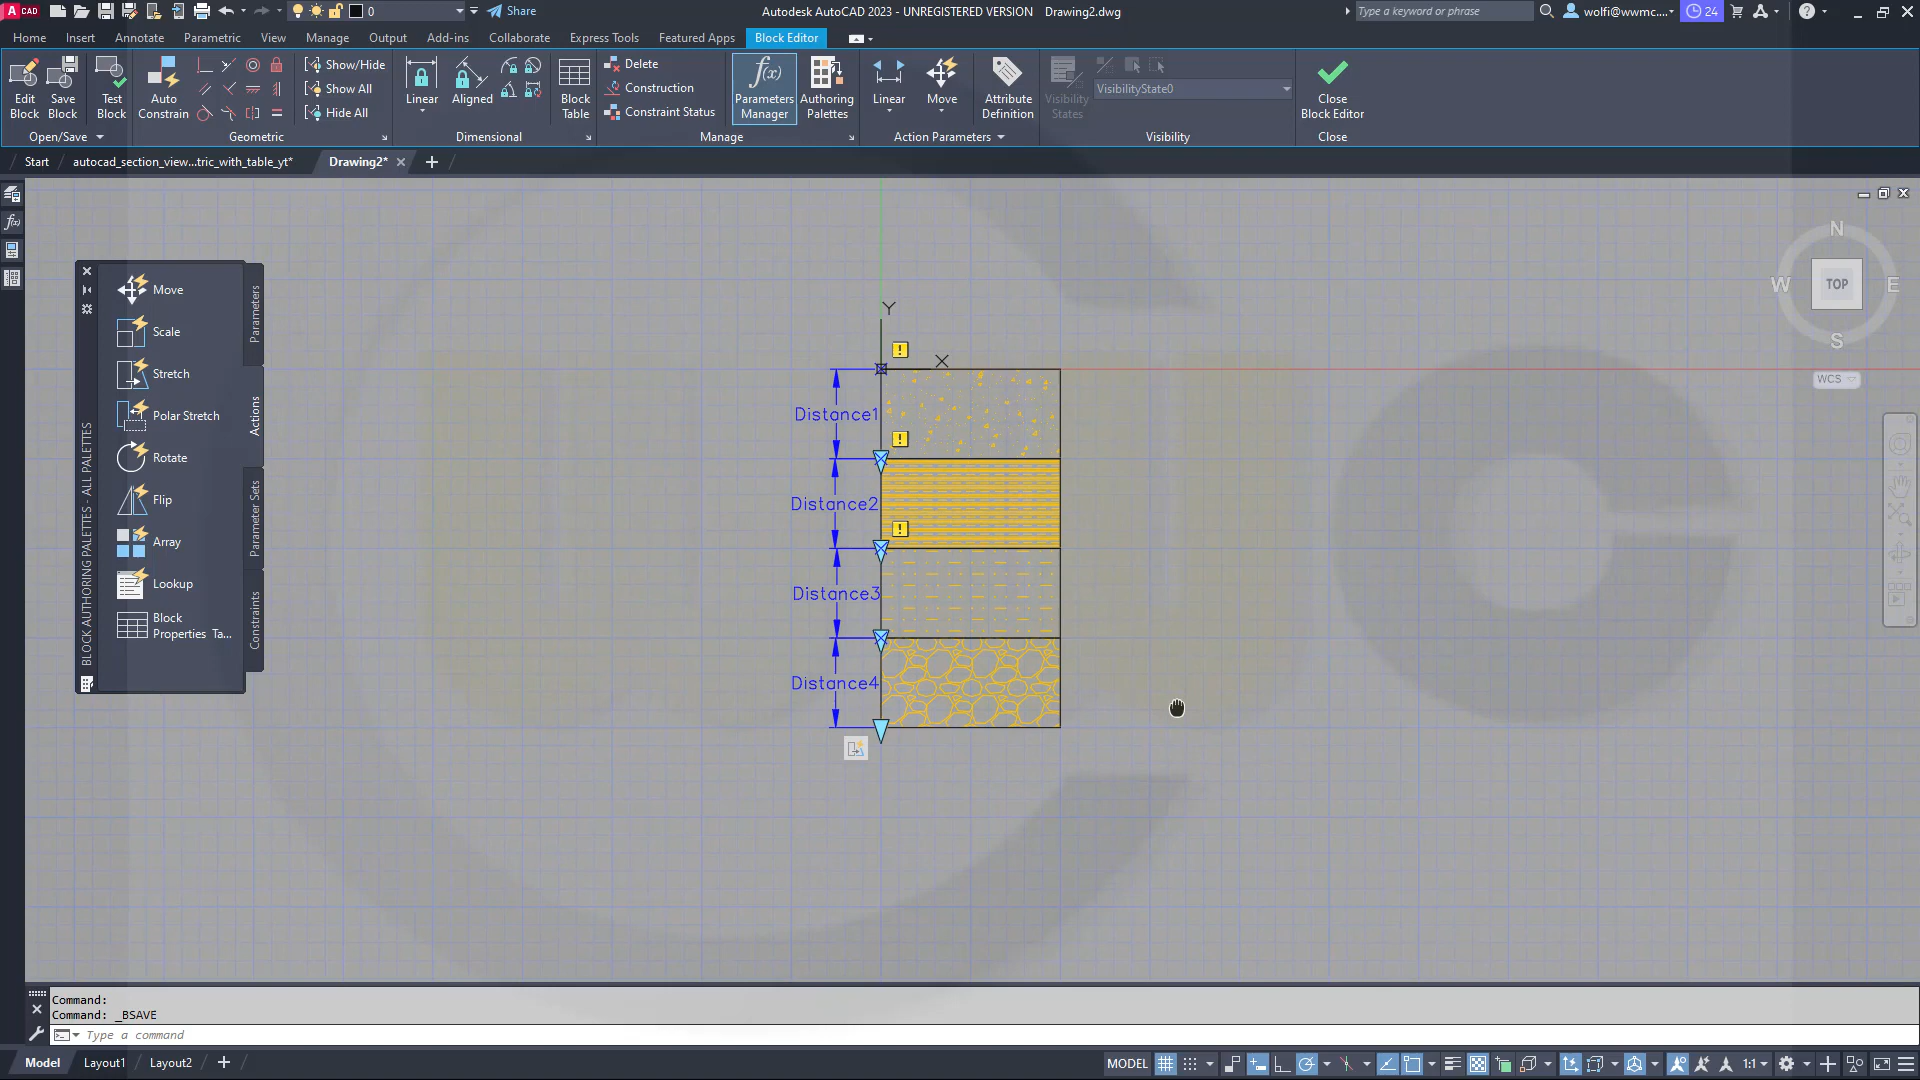 A CAD
0
Share
Autodesk AutoCAD 2023 - UNREGISTERED VERSION Drawing2.dwg
Type a keyword or phrase
wolfi@wwmc....
24
Home Insert Annotate Parametric View Manage Output Add-ins Collaborate Express Tools Featured Apps Block Editor
Edit Block
Save Block
Test Block
Open/Save
Auto Constrain
Show/Hide
Show All
Hide All
Geometric
Linear
Aligned
Dimensional
Block Table
Delete
Construction
Constraint Status
Parameters Manager
Authoring Palettes
Manage
Linear
Move
Attribute Definition
Action Parameters
Visibility States
VisibilityState0
Visibility
Close Block Editor
Close
Start autocad_section_view...tric_with_table_yt* Drawing2*
Move
Scale
Stretch
Polar Stretch
Rotate
Flip
Array
Lookup
Block Properties Ta...
BLOCK AUTHORING PALETTES - ALL PALETTES
Parameters
Actions
Parameter Sets
Constraints
Y
X
Distance1
Distance2
Distance3
Distance4
N
W TOP E
S
WCS
Command:
Command: _BSAVE
Type a command
Model Layout1 Layout2
MODEL
1:1